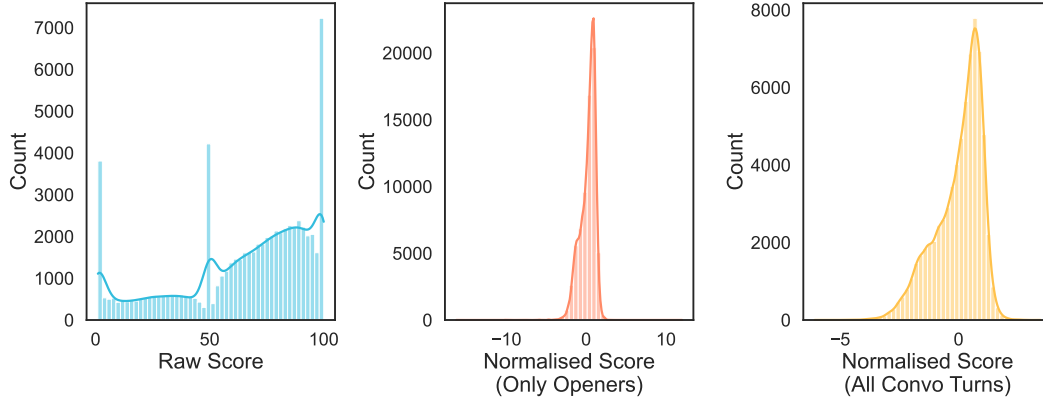 7000
6000
5000
4000
3000
2000
1000
0
Count
0 50 100
Raw Score
20000
15000
10000
5000
0
Count
−10 0 10
Normalised Score
(Only Openers)
8000
6000
4000
2000
0
Count
−5 0
Normalised Score
(All Convo Turns)